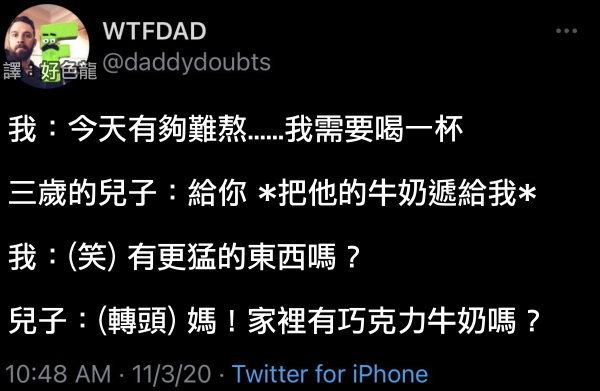 WTFDAD
@daddydoubts
譯：好色龍
我：今天有夠難熬......我需要喝一杯
三歲的兒子：給你 *把他的牛奶遞給我*
我：(笑) 有更猛的東西嗎？
兒子：(轉頭) 媽！家裡有巧克力牛奶嗎？
10:48 AM · 11/3/20 · Twitter for iPhone